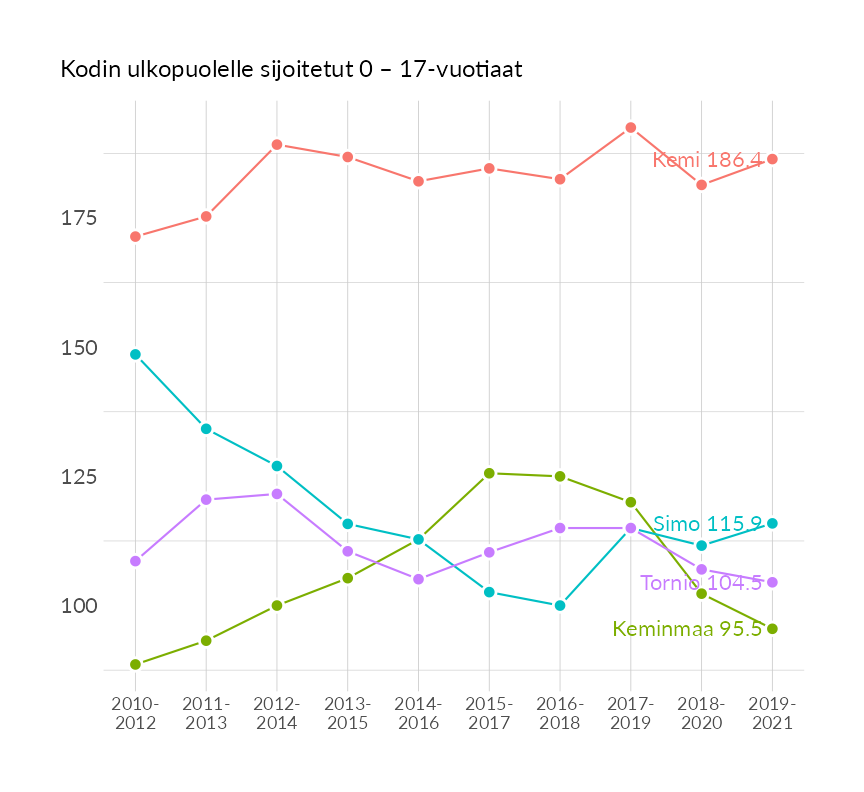 Kodin ulkopuolelle sijoitetut 0 – 17-vuotiaat
Kemi 186.4
175
150
125
Simo 115.9
Tornio 104.5
100
Keminmaa 95.5
2010- 2011- 2012- 2013- 2014- 2015- 2016- 2017- 2018- 2019-
2012 2013 2014 2015 2016 2017 2018 2019 2020 2021